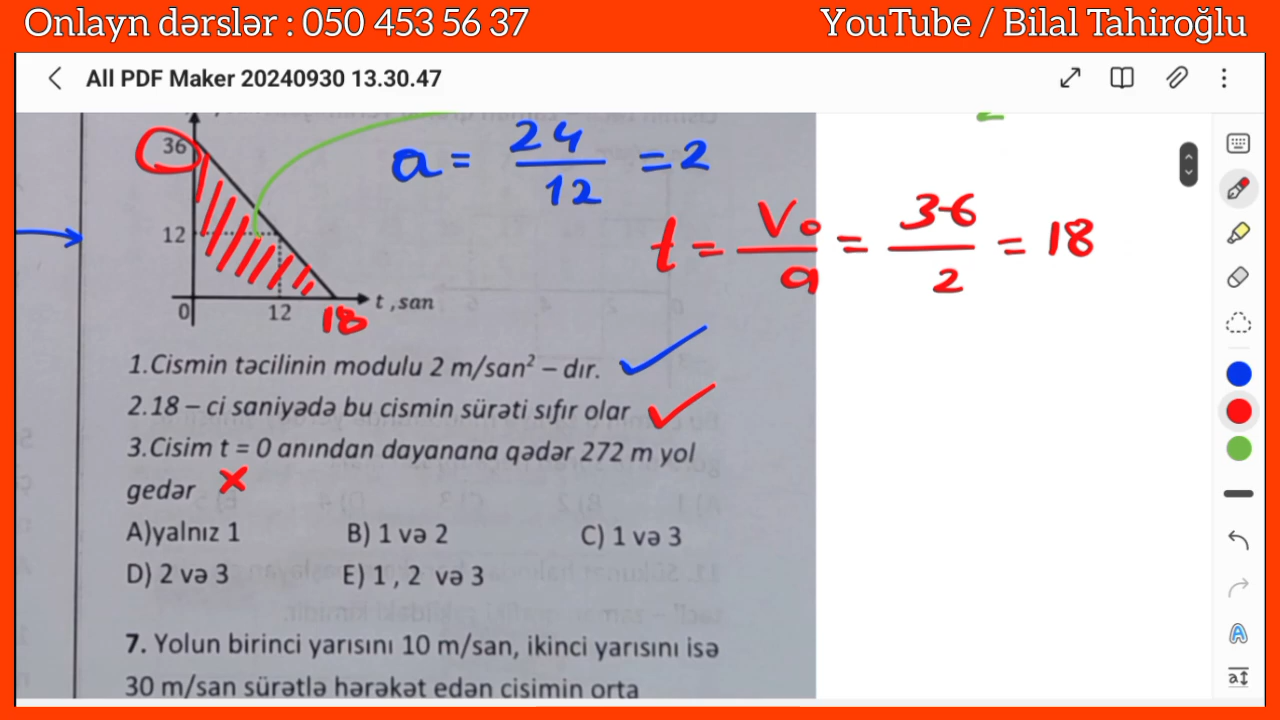 Onlayn dərslər : 050 453 56 37
YouTube / Bilal Tahiroğlu
All PDF Maker 20240930 13.30.47
36
a = 24/12 = 2
12
t = V₀/a = 36/2 = 18
0 12 18 t , san
1.Cismin təcilinin modulu 2 m/san² – dır.
2.18 – ci saniyədə bu cismin sürəti sıfır olar
3.Cisim t = 0 anından dayanana qədər 272 m yol
gedər
A)yalnız 1 B) 1 və 2 C) 1 və 3
D) 2 və 3 E) 1 , 2 və 3
7. Yolun birinci yarısını 10 m/san, ikinci yarısını isə
30 m/san sürətlə hərəkət edən cisimin orta